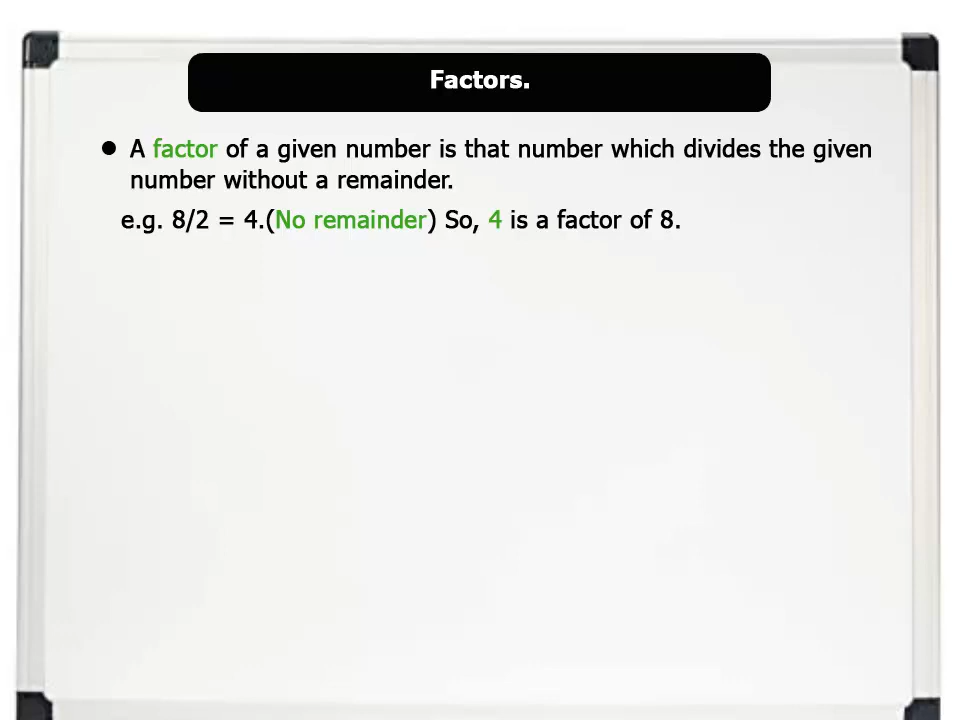 Factors.
● A factor of a given number is that number which divides the given
number without a remainder.
e.g. 8/2 = 4.(No remainder) So, 4 is a factor of 8.